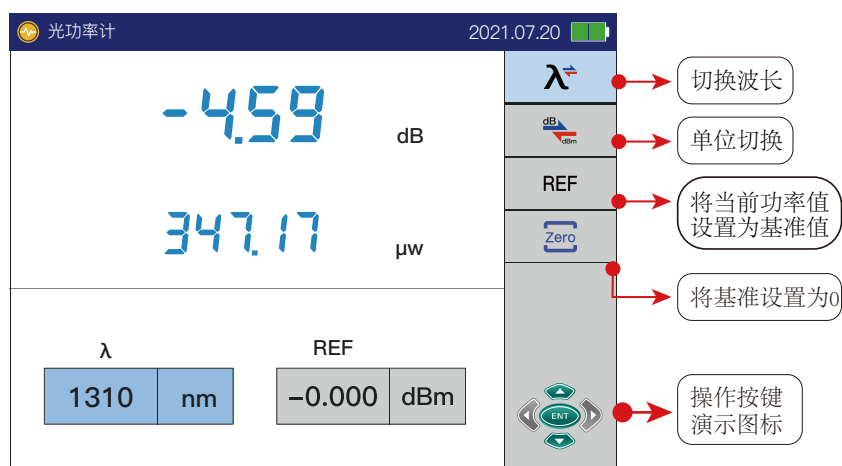 光功率计
2021.07.20
-4.59
dB
347.17
μw
λ
1310
nm
REF
-0.000
dBm
λ
dB
dBm
REF
Zero
ENT
切换波长
单位切换
将当前功率值
设置为基准值
将基准设置为0
操作按键
演示图标